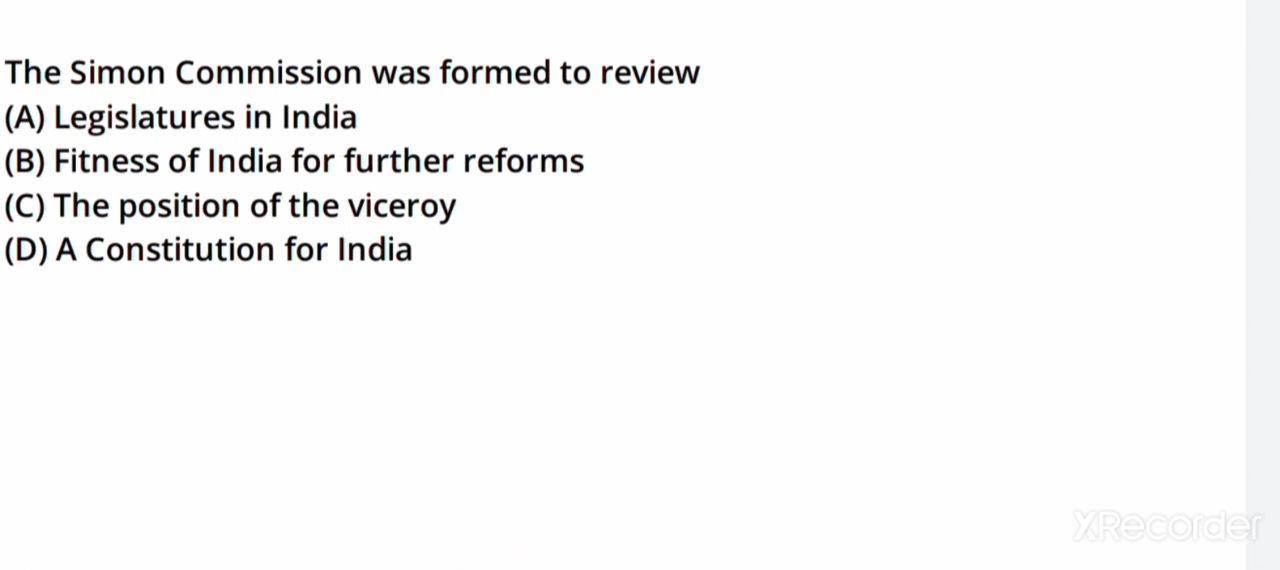 The Simon Commission was formed to review
(A) Legislatures in India
(B) Fitness of India for further reforms
(C) The position of the viceroy
(D) A Constitution for India
XRecorder